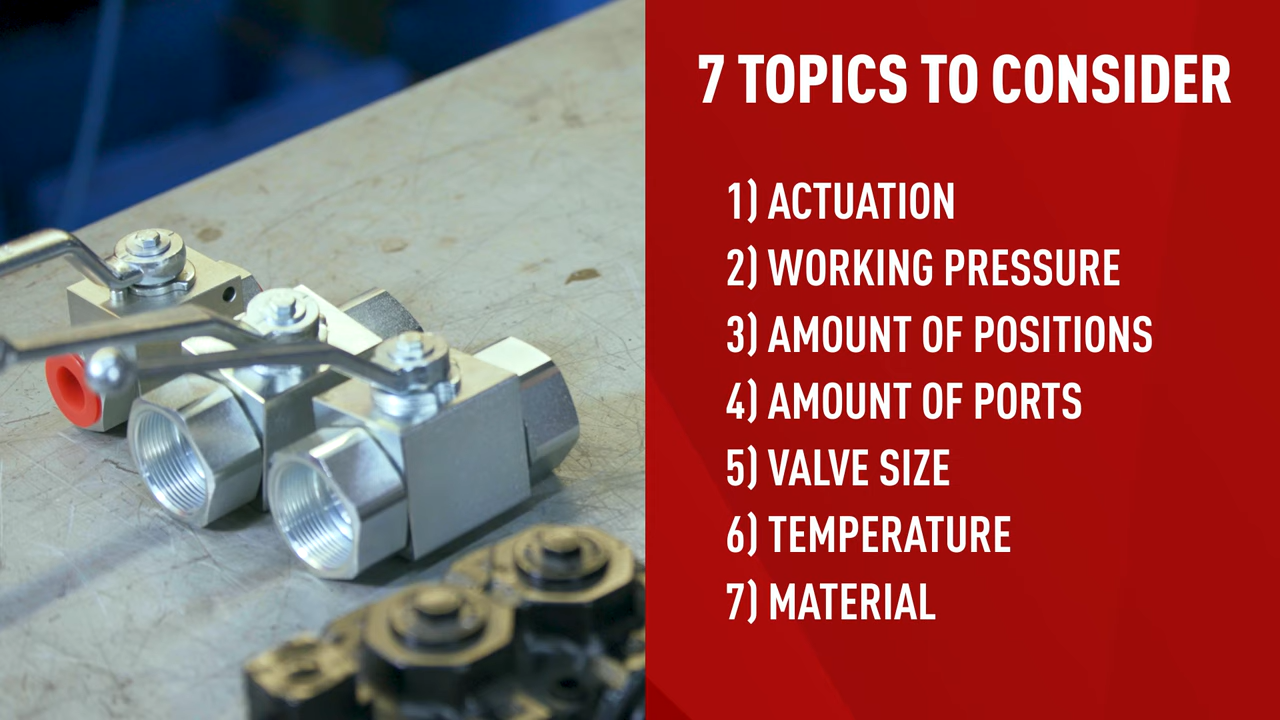 7 TOPICS TO CONSIDER
1) ACTUATION
2) WORKING PRESSURE
3) AMOUNT OF POSITIONS
4) AMOUNT OF PORTS
5) VALVE SIZE
6) TEMPERATURE
7) MATERIAL